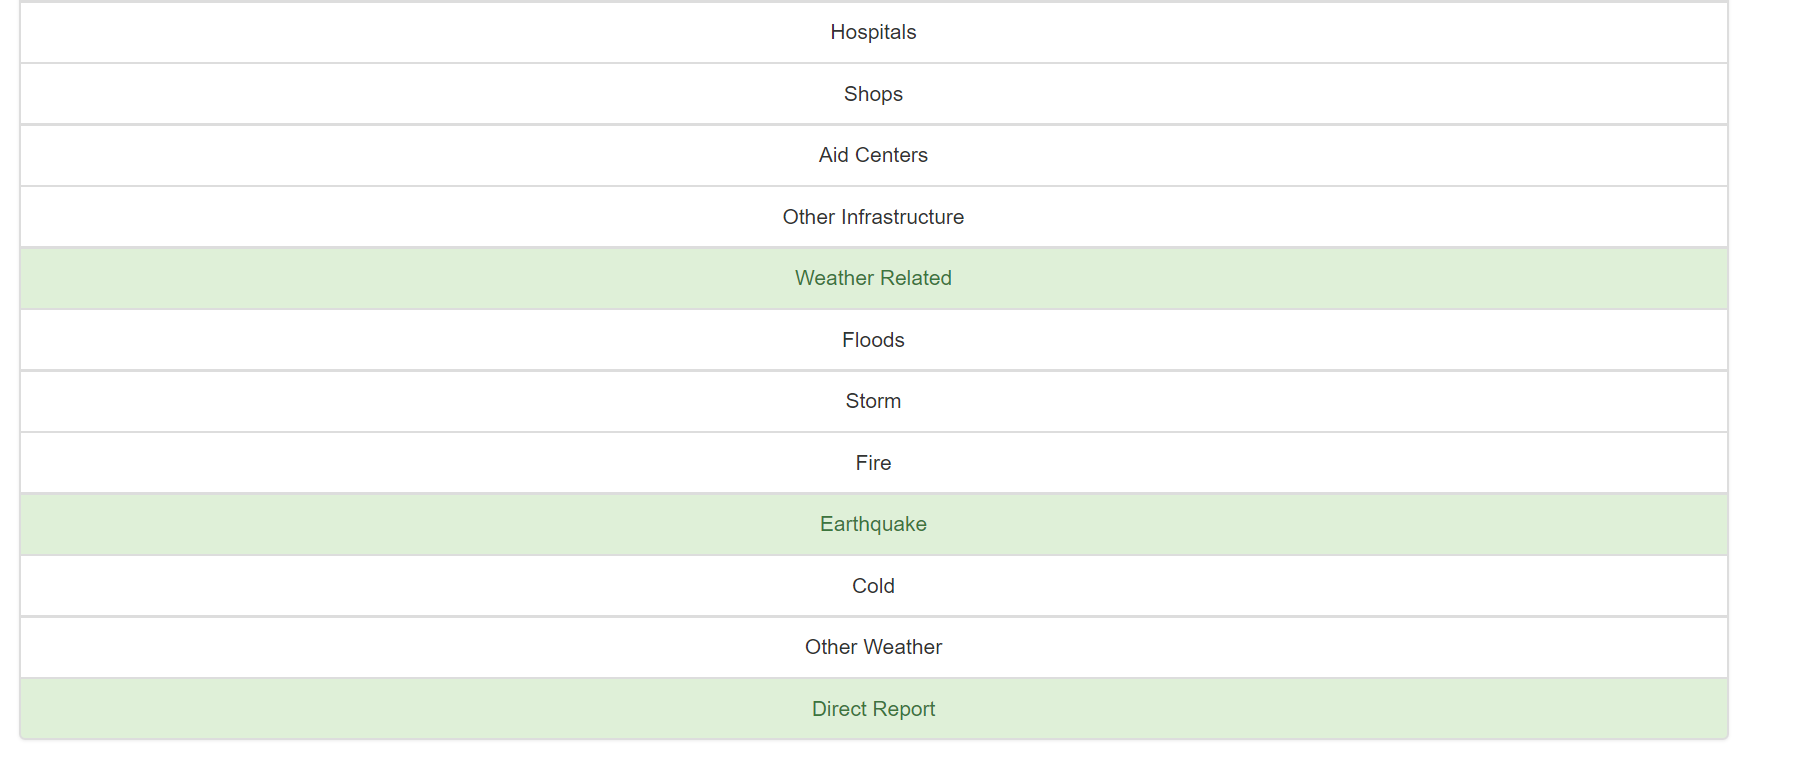 Hospitals
Shops
Aid Centers
Other Infrastructure
Weather Related
Floods
Storm
Fire
Earthquake
Cold
Other Weather
Direct Report